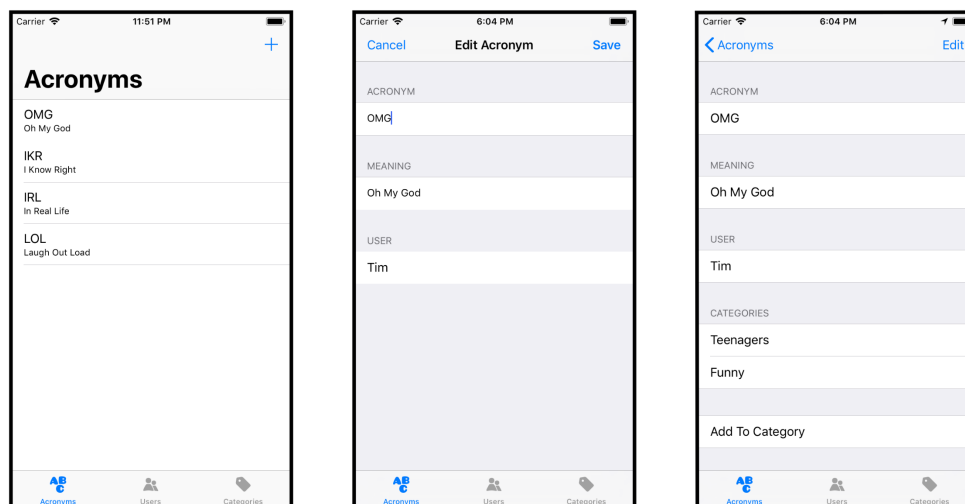 Carrier 11:51 PM
+
Acronyms
OMG
Oh My God
IKR
I Know Right
IRL
In Real Life
LOL
Laugh Out Load
ABC
Acronyms Users Categories
Carrier 6:04 PM
Cancel Edit Acronym Save
ACRONYM
OMG
MEANING
Oh My God
USER
Tim
ABC
Acronyms Users Categories
Carrier 6:04 PM
Acronyms Edit
ACRONYM
OMG
MEANING
Oh My God
USER
Tim
CATEGORIES
Teenagers
Funny
Add To Category
ABC
Acronyms Users Categories